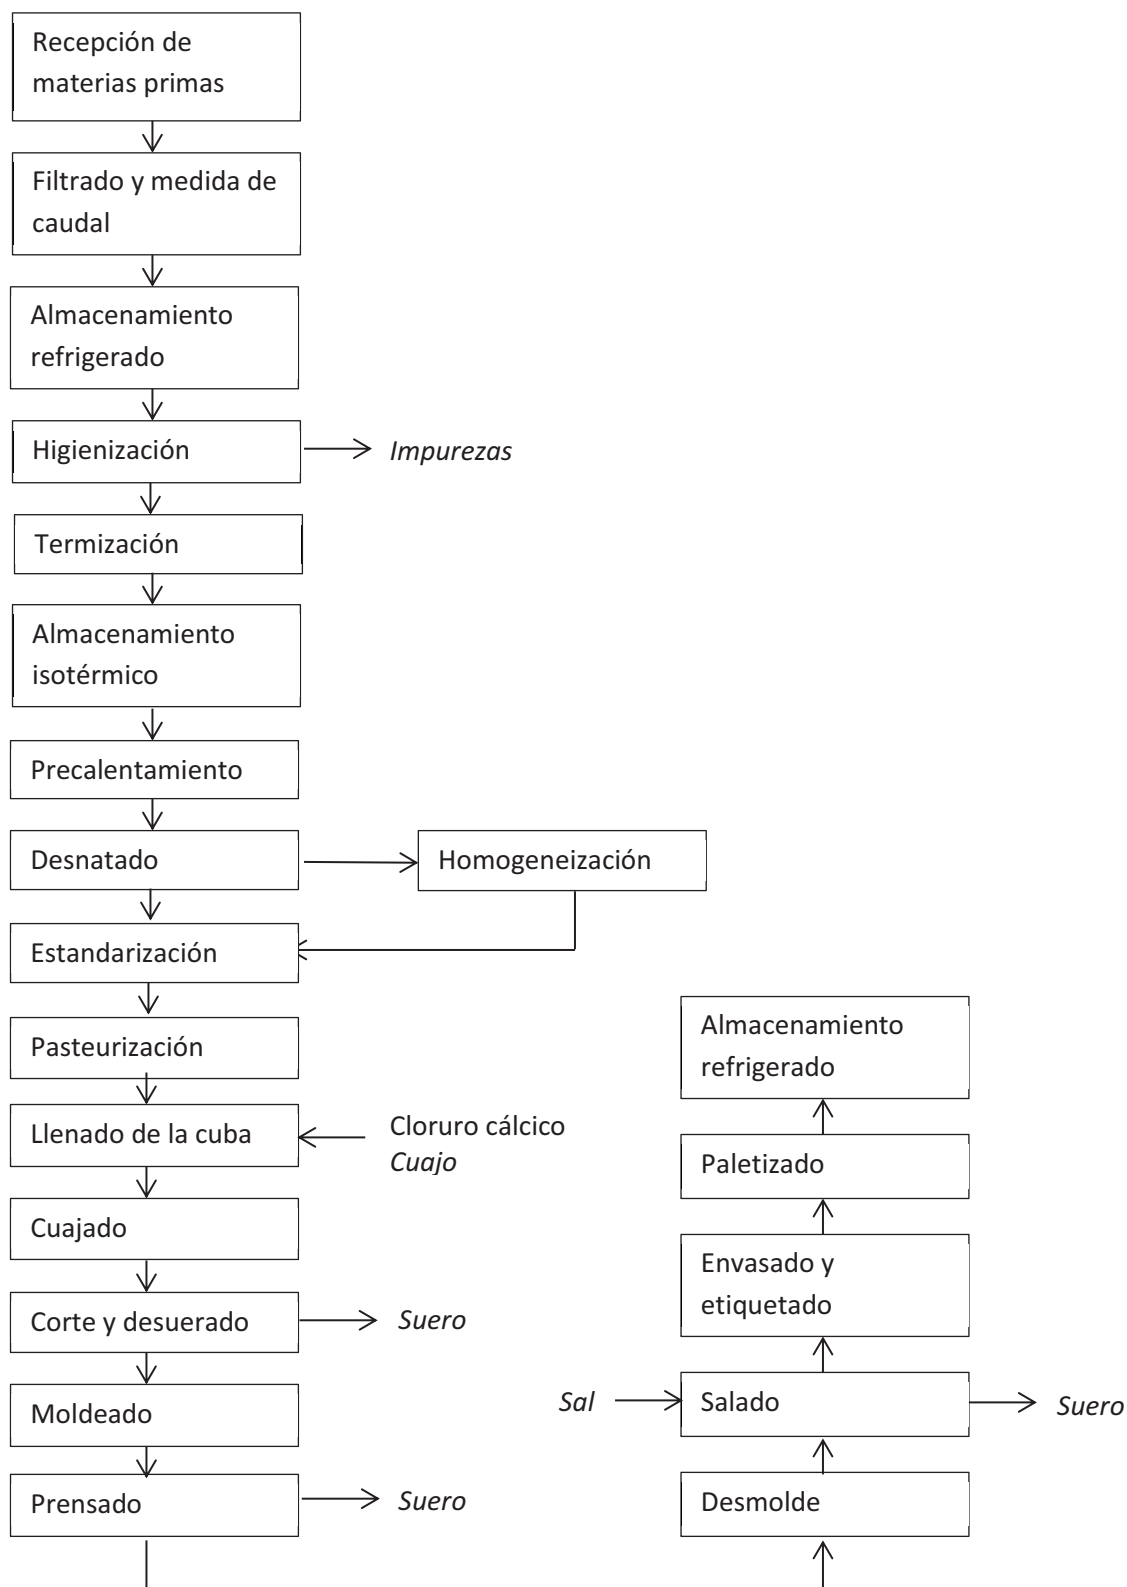 Recepción de
materias primas
Filtrado y medida de
caudal
Almacenamiento
refrigerado
Higienización
Impurezas
Termización
Almacenamiento
isotérmico
Precalentamiento
Desnatado
Homogeneización
Estandarización
Pasteurización
Llenado de la cuba
Cloruro cálcico
Cuajo
Cuajado
Corte y desuerado
Suero
Moldeado
Prensado
Suero
Almacenamiento
refrigerado
Paletizado
Envasado y
etiquetado
Sal
Salado
Suero
Desmolde